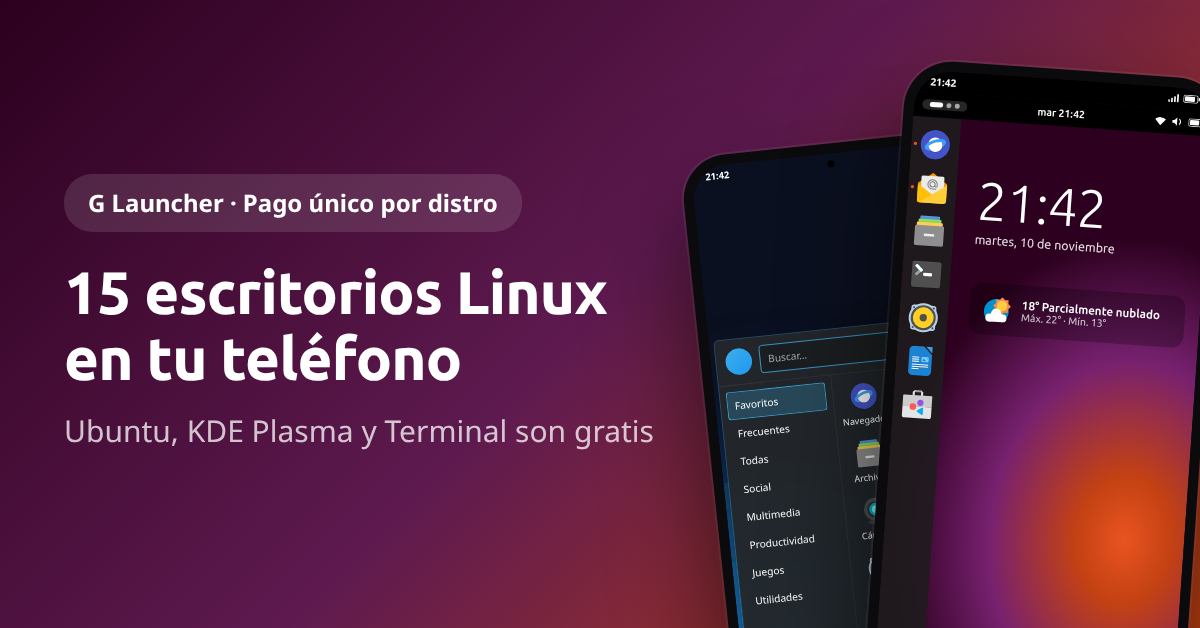 G Launcher · Pago único por distro
15 escritorios Linux
en tu teléfono
Ubuntu, KDE Plasma y Terminal son gratis
21:42
Buscar...
Favoritos
Frecuentes
Todas
Social
Multimedia
Productividad
Juegos
Utilidades
21:42
mar 21:42
21:42
martes, 10 de noviembre
18° Parcialmente nublado
Máx. 22° · Mín. 13°